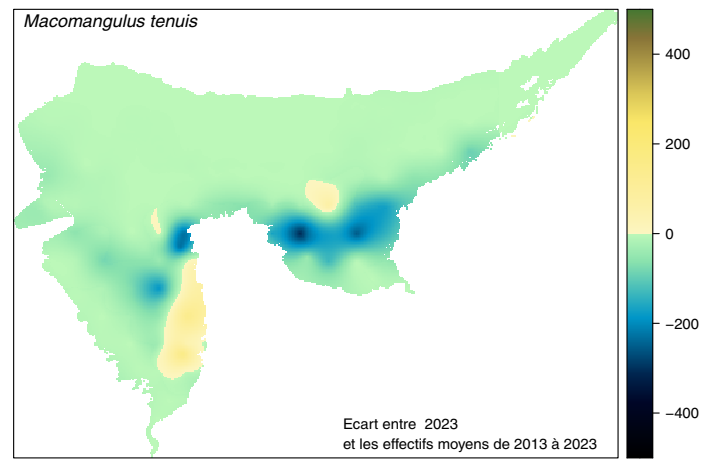 Macomangulus tenuis
400
200
0
−200
−400
Ecart entre  2023
et les effectifs moyens de 2013 à 2023